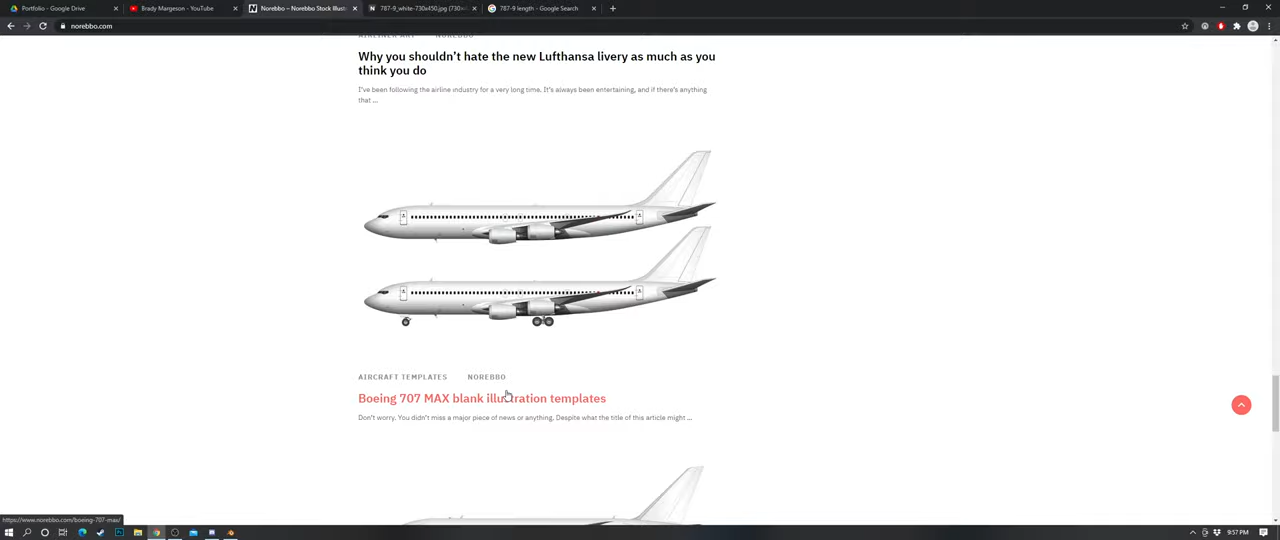 Portfolio - Google Drive
Brady Margeson - YouTube
Norebbo – Norebbo Stock Illustr
787-9_white-730x450.jpg (730×4
787-9 length - Google Search
norebbo.com
AIRLINER ART NOREBBO
Why you shouldn't hate the new Lufthansa livery as much as you
think you do
I've been following the airline industry for a very long time. It's always been entertaining, and if there's anything
that ...
AIRCRAFT TEMPLATES NOREBBO
Boeing 707 MAX blank illustration templates
Don't worry. You didn't miss a major piece of news or anything. Despite what the title of this article might ...
https://www.norebbo.com/boeing-707-max/
9:57 PM